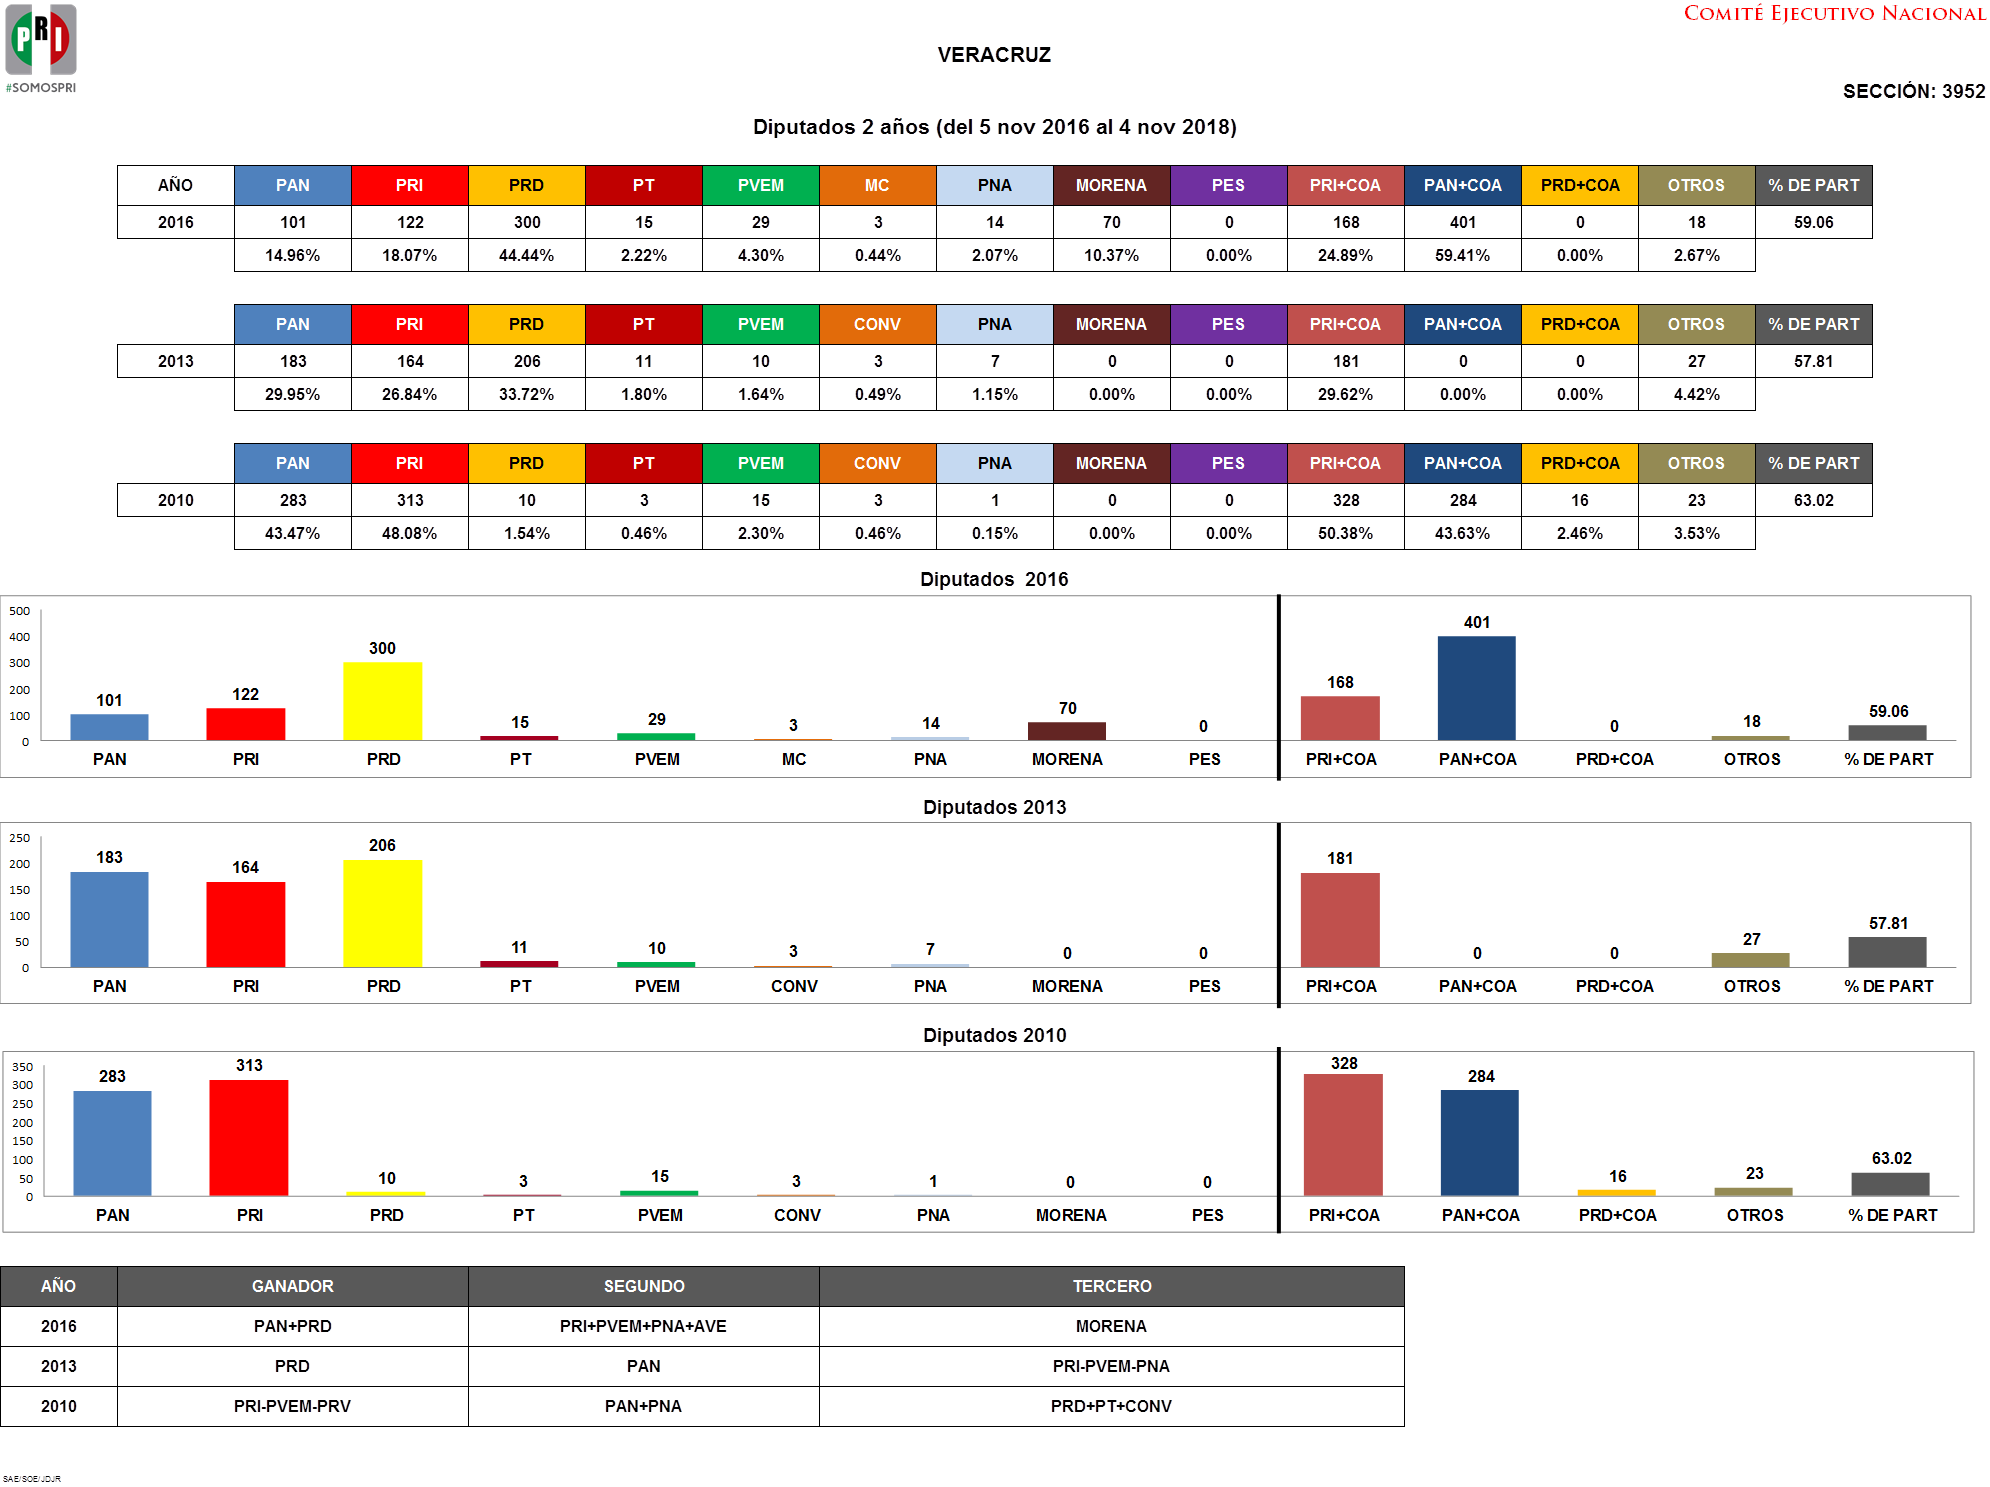 COMITÉ EJECUTIVO NACIONAL
PRI
#SOMOSPRI
VERACRUZ
SECCIÓN: 3952
Diputados 2 años (del 5 nov 2016 al 4 nov 2018)
AÑO PAN PRI PRD PT PVEM MC PNA MORENA PES PRI+COA PAN+COA PRD+COA OTROS % DE PART
2016 101 122 300 15 29 3 14 70 0 168 401 0 18 59.06
14.96% 18.07% 44.44% 2.22% 4.30% 0.44% 2.07% 10.37% 0.00% 24.89% 59.41% 0.00% 2.67%
PAN PRI PRD PT PVEM CONV PNA MORENA PES PRI+COA PAN+COA PRD+COA OTROS % DE PART
2013 183 164 206 11 10 3 7 0 0 181 0 0 27 57.81
29.95% 26.84% 33.72% 1.80% 1.64% 0.49% 1.15% 0.00% 0.00% 29.62% 0.00% 0.00% 4.42%
PAN PRI PRD PT PVEM CONV PNA MORENA PES PRI+COA PAN+COA PRD+COA OTROS % DE PART
2010 283 313 10 3 15 3 1 0 0 328 284 16 23 63.02
43.47% 48.08% 1.54% 0.46% 2.30% 0.46% 0.15% 0.00% 0.00% 50.38% 43.63% 2.46% 3.53%
Diputados 2016
500
400
300
200
100
0
101 122 300 15 29 3 14 70 0 168 401 0 18 59.06
PAN PRI PRD PT PVEM MC PNA MORENA PES PRI+COA PAN+COA PRD+COA OTROS % DE PART
Diputados 2013
250
200
150
100
50
0
183 164 206 11 10 3 7 0 0 181 0 0 27 57.81
PAN PRI PRD PT PVEM CONV PNA MORENA PES PRI+COA PAN+COA PRD+COA OTROS % DE PART
Diputados 2010
350
300
250
200
150
100
50
0
283 313 10 3 15 3 1 0 0 328 284 16 23 63.02
PAN PRI PRD PT PVEM CONV PNA MORENA PES PRI+COA PAN+COA PRD+COA OTROS % DE PART
AÑO GANADOR SEGUNDO TERCERO
2016 PAN+PRD PRI+PVEM+PNA+AVE MORENA
2013 PRD PAN PRI-PVEM-PNA
2010 PRI-PVEM-PRV PAN+PNA PRD+PT+CONV
SAE/SOE/JDJR